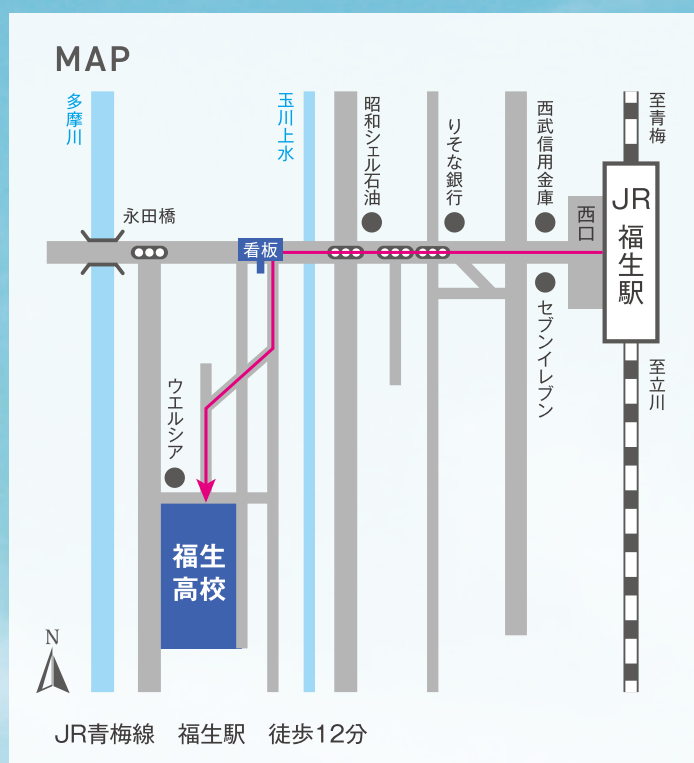 MAP
多摩川
玉川上水
昭和シェル石油
りそな銀行
西武信用金庫
至青梅
永田橋
看板
西口
JR
福生駅
セブンイレブン
至立川
ウエルシア
福生
高校
N
JR青梅線　福生駅　徒歩12分